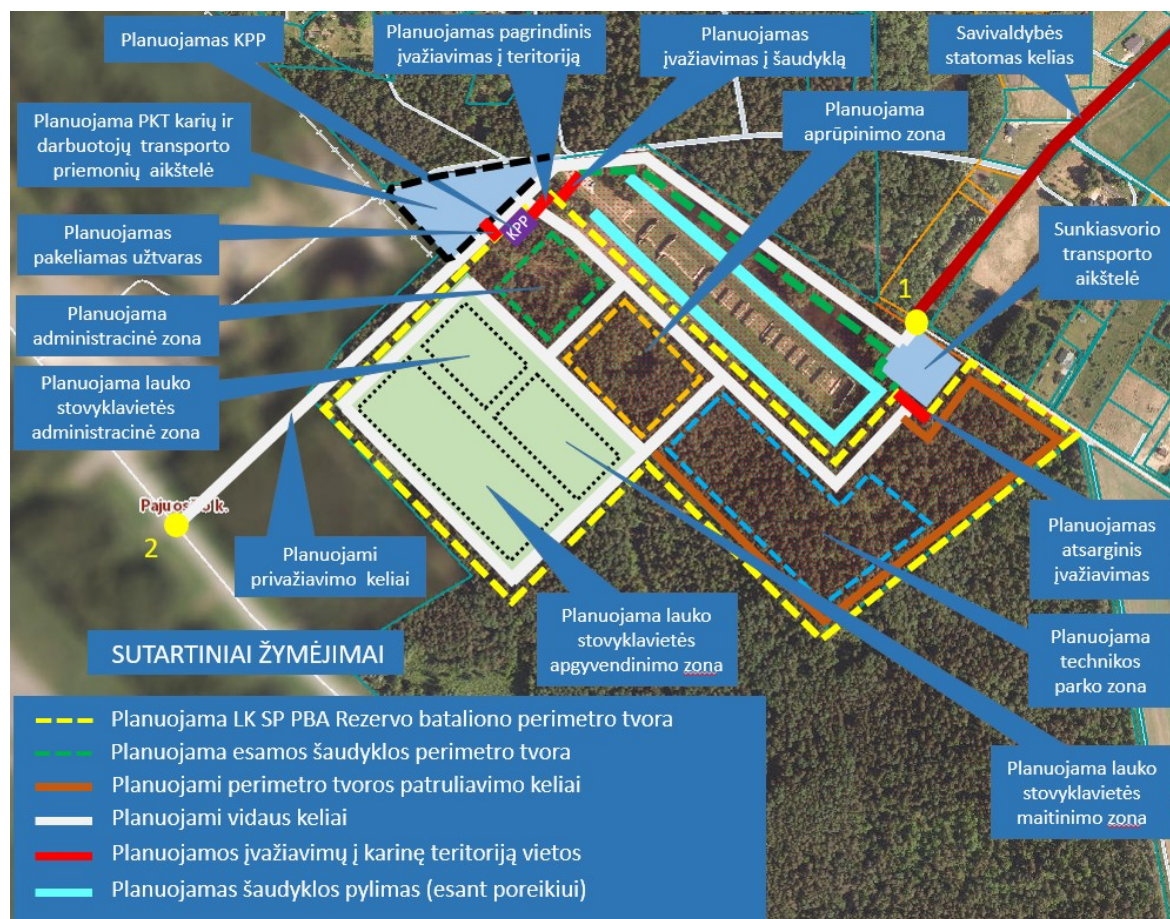 Planuojamas KPP
Planuojamas pagrindinis
įvažiavimas į teritoriją
Planuojamas
įvažiavimas į šaudyklą
Savivaldybės
statomas kelias
Planuojama
aprūpinimo zona
Planuojama PKT karių ir
darbuotojų transporto
priemonių aikštelė
Planuojamas
pakeliamas užtvaras
KPP
Sunkiasvorio
transporto
aikštelė
1
Planuojama
administracinė zona
Planuojama lauko
stovyklavietės
administracinė zona
2
Planuojami
privažiavimo keliai
Planuojamas
atsarginis
įvažiavimas
Planuojama lauko
stovyklavietės
apgyvendinimo zona
Planuojama
technikos
parko zona
Planuojama lauko
stovyklavietės
maitinimo zona
SUTARTINIAI ŽYMĖJIMAI
Planuojama LK SP PBA Rezervo bataliono perimetro tvora
Planuojama esamos šaudyklos perimetro tvora
Planuojami perimetro tvoros patruliavimo keliai
Planuojami vidaus keliai
Planuojamos įvažiavimų į karinę teritoriją vietos
Planuojamas šaudyklos pylimas (esant poreikiui)